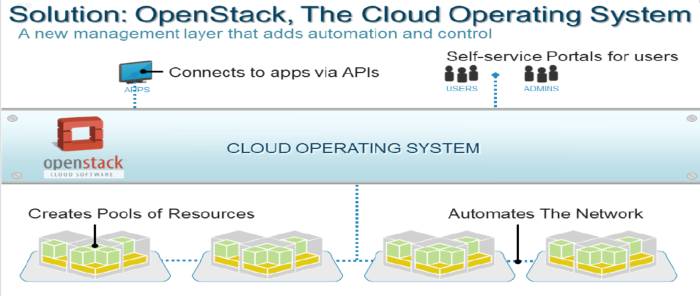 Solution: OpenStack, The Cloud Operating System
A new management layer that adds automation and control
Self-service Portals for users
Connects to apps via APIs
APPS
USERS
ADMINS
openstack
CLOUD SOFTWARE
CLOUD OPERATING SYSTEM
Creates Pools of Resources
Automates The Network